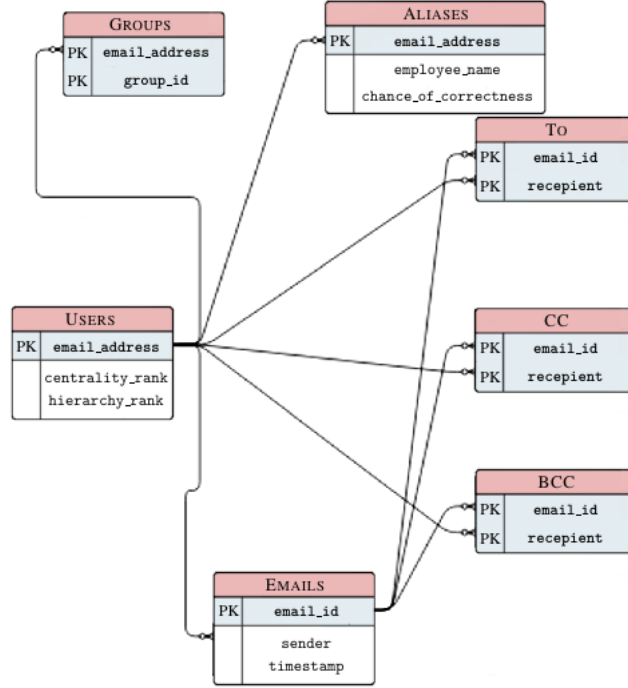 GROUPS
PK email_address
PK group_id
ALIASES
PK email_address
employee_name
chance_of_correctness
TO
PK email_id
PK recepient
USERS
PK email_address
centrality_rank
hierarchy_rank
CC
PK email_id
PK recepient
BCC
PK email_id
PK recepient
EMAILS
PK email_id
sender
timestamp